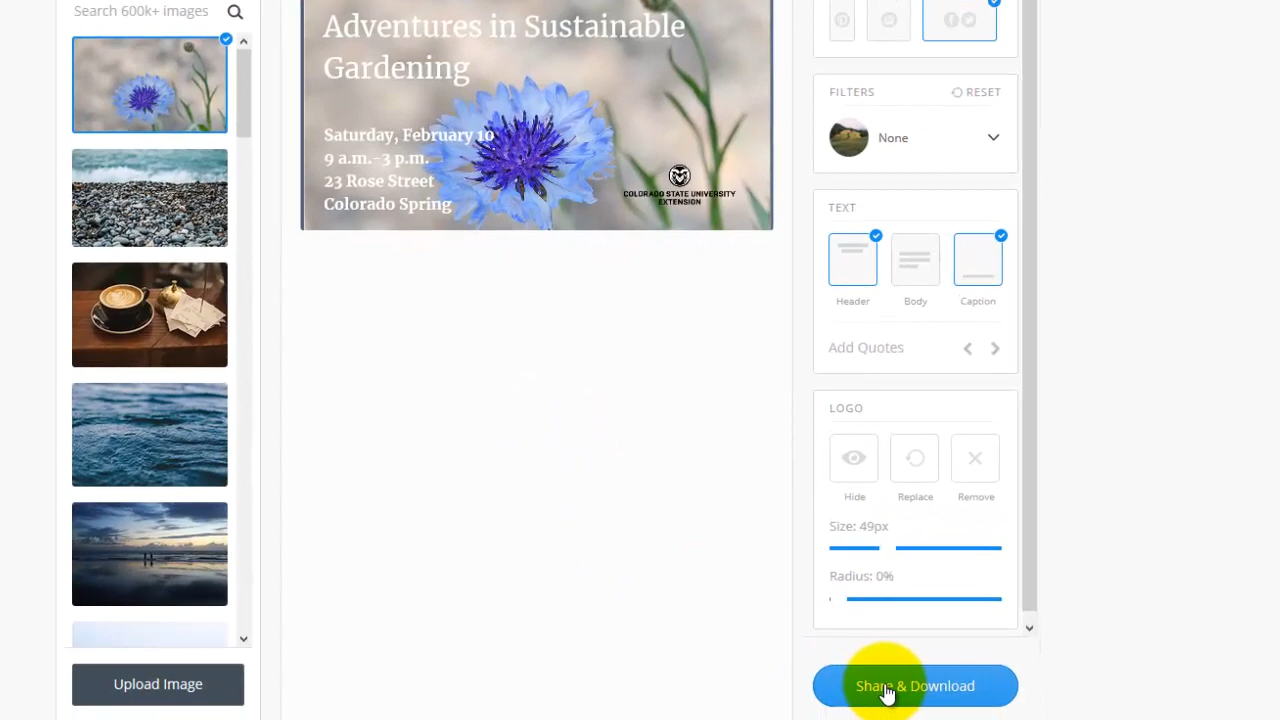 Search 600k+ images
Adventures in Sustainable
Gardening
Saturday, February 10
9 a.m.–3 p.m.
23 Rose Street
Colorado Spring
COLORADO STATE UNIVERSITY
EXTENSION
FILTERS
RESET
None
TEXT
Header
Body
Caption
Add Quotes
LOGO
Hide
Replace
Remove
Size: 49px
Radius: 0%
Upload Image
Share & Download